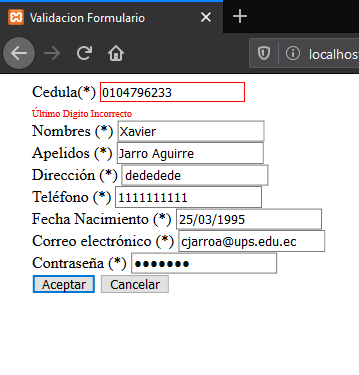 Validacion Formulario
localhos
Cedula(*) 0104796233
Último Digito Incorrecto
Nombres (*) Xavier
Apelidos (*) Jarro Aguirre
Dirección (*) dededede
Teléfono (*) 1111111111
Fecha Nacimiento (*) 25/03/1995
Correo electrónico (*) cjarroa@ups.edu.ec
Contraseña (*) ●●●●●●●
Aceptar Cancelar